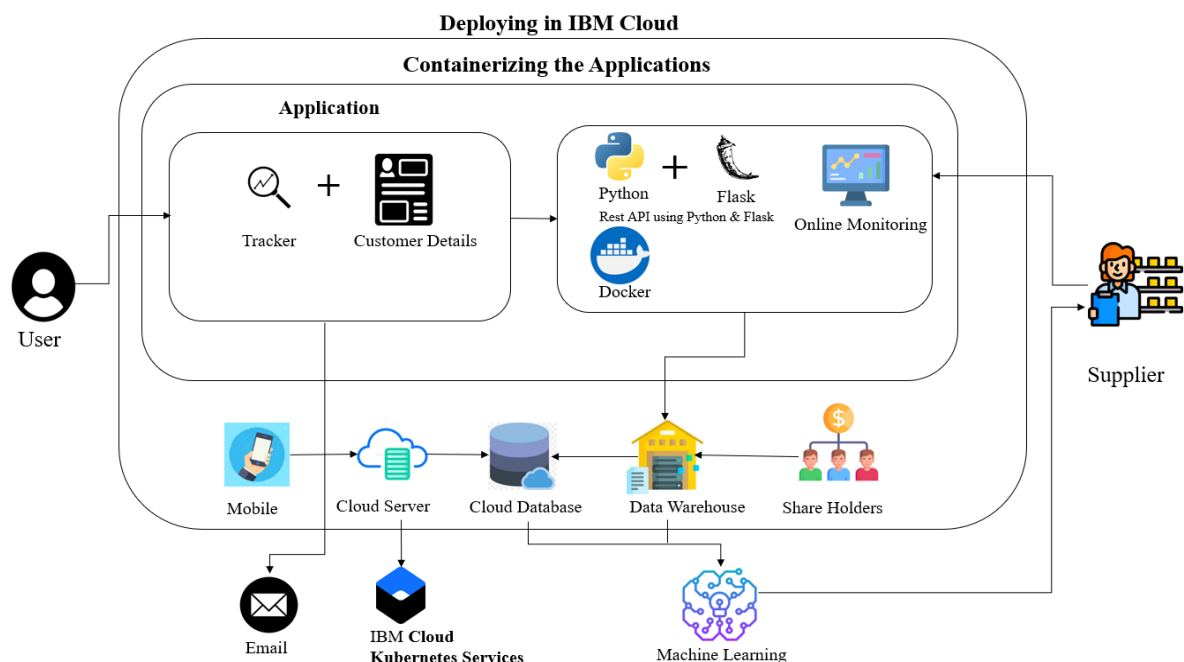 Deploying in IBM Cloud
Containerizing the Applications
Application
Python
Flask
Tracker
Customer Details
Rest API using Python & Flask
Online Monitoring
Docker
User
Supplier
Mobile
Cloud Server
Cloud Database
Data Warehouse
Share Holders
Email
IBM Cloud
Kubernetes Services
Machine Learning